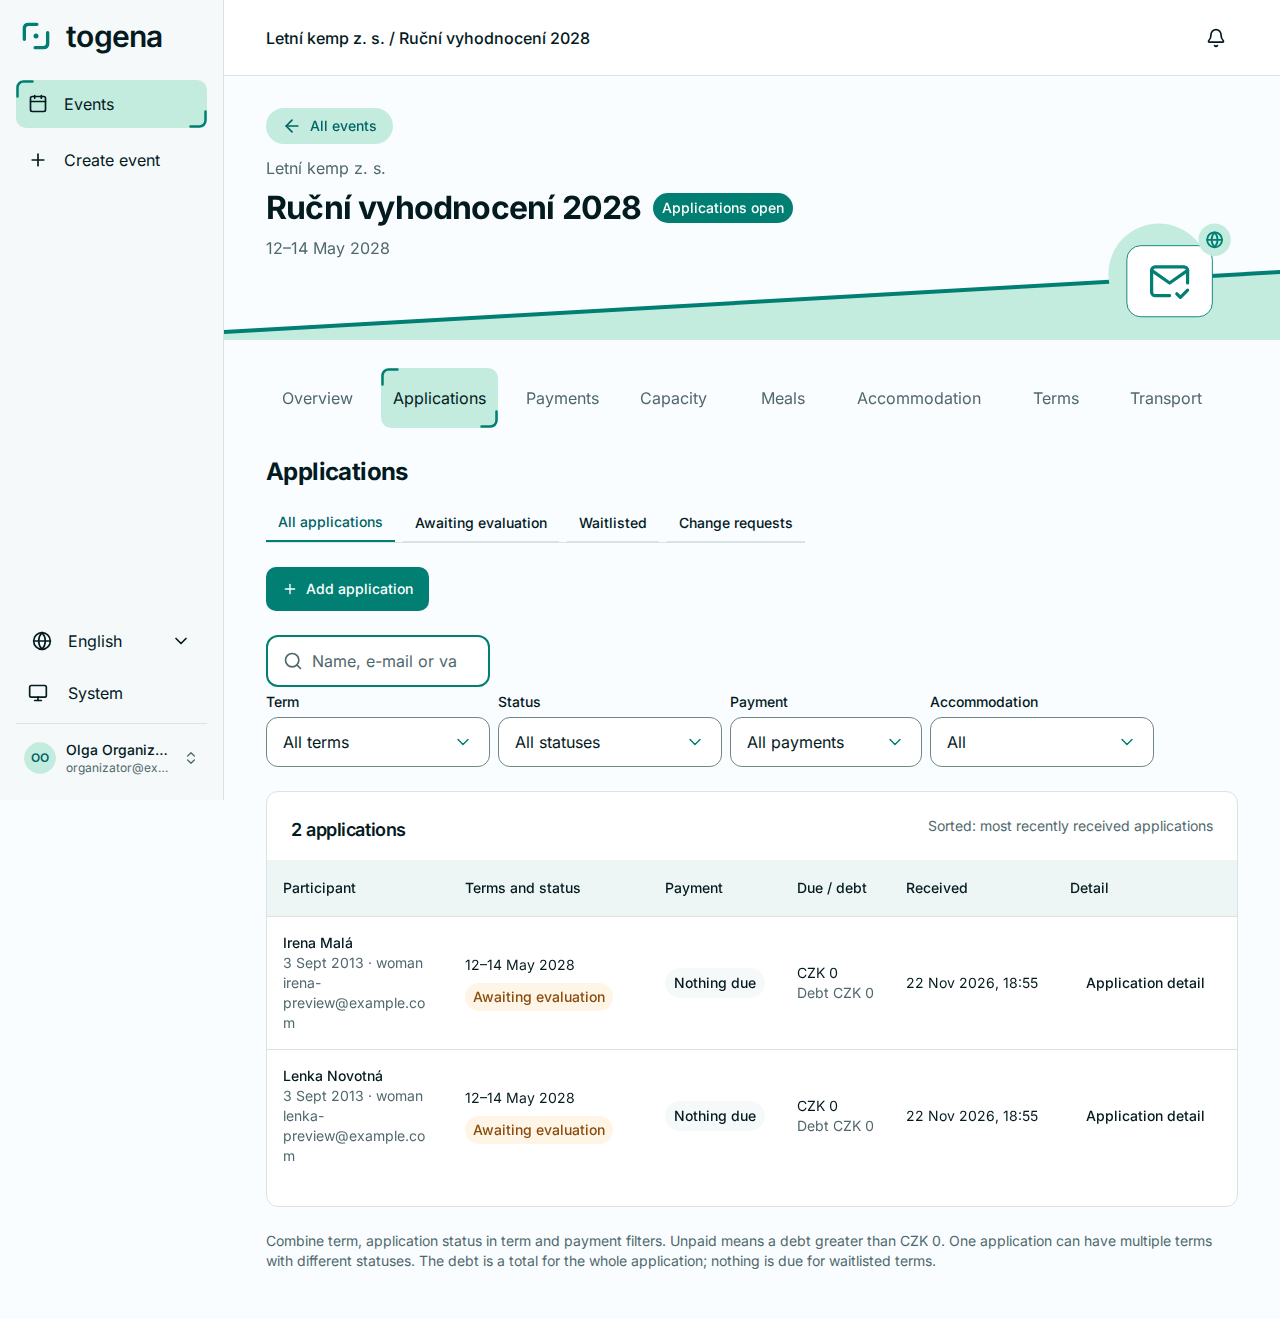 togena
Events
Create event
English
System
OO
Olga Organiz...
organizator@ex...
Letní kemp z. s. / Ruční vyhodnocení 2028
All events
Letní kemp z. s.
Ruční vyhodnocení 2028 Applications open
12–14 May 2028
Overview Applications Payments Capacity Meals Accommodation Terms Transport
Applications
All applications Awaiting evaluation Waitlisted Change requests
Add application
Name, e-mail or va
Term Status Payment Accommodation
All terms All statuses All payments All
2 applications Sorted: most recently received applications
Participant Terms and status Payment Due / debt Received Detail
Irena Malá
3 Sept 2013 · woman
irena-
preview@example.co
m
12–14 May 2028
Awaiting evaluation
Nothing due
CZK 0
Debt CZK 0
22 Nov 2026, 18:55
Application detail
Lenka Novotná
3 Sept 2013 · woman
lenka-
preview@example.co
m
12–14 May 2028
Awaiting evaluation
Nothing due
CZK 0
Debt CZK 0
22 Nov 2026, 18:55
Application detail
Combine term, application status in term and payment filters. Unpaid means a debt greater than CZK 0. One application can have multiple terms
with different statuses. The debt is a total for the whole application; nothing is due for waitlisted terms.